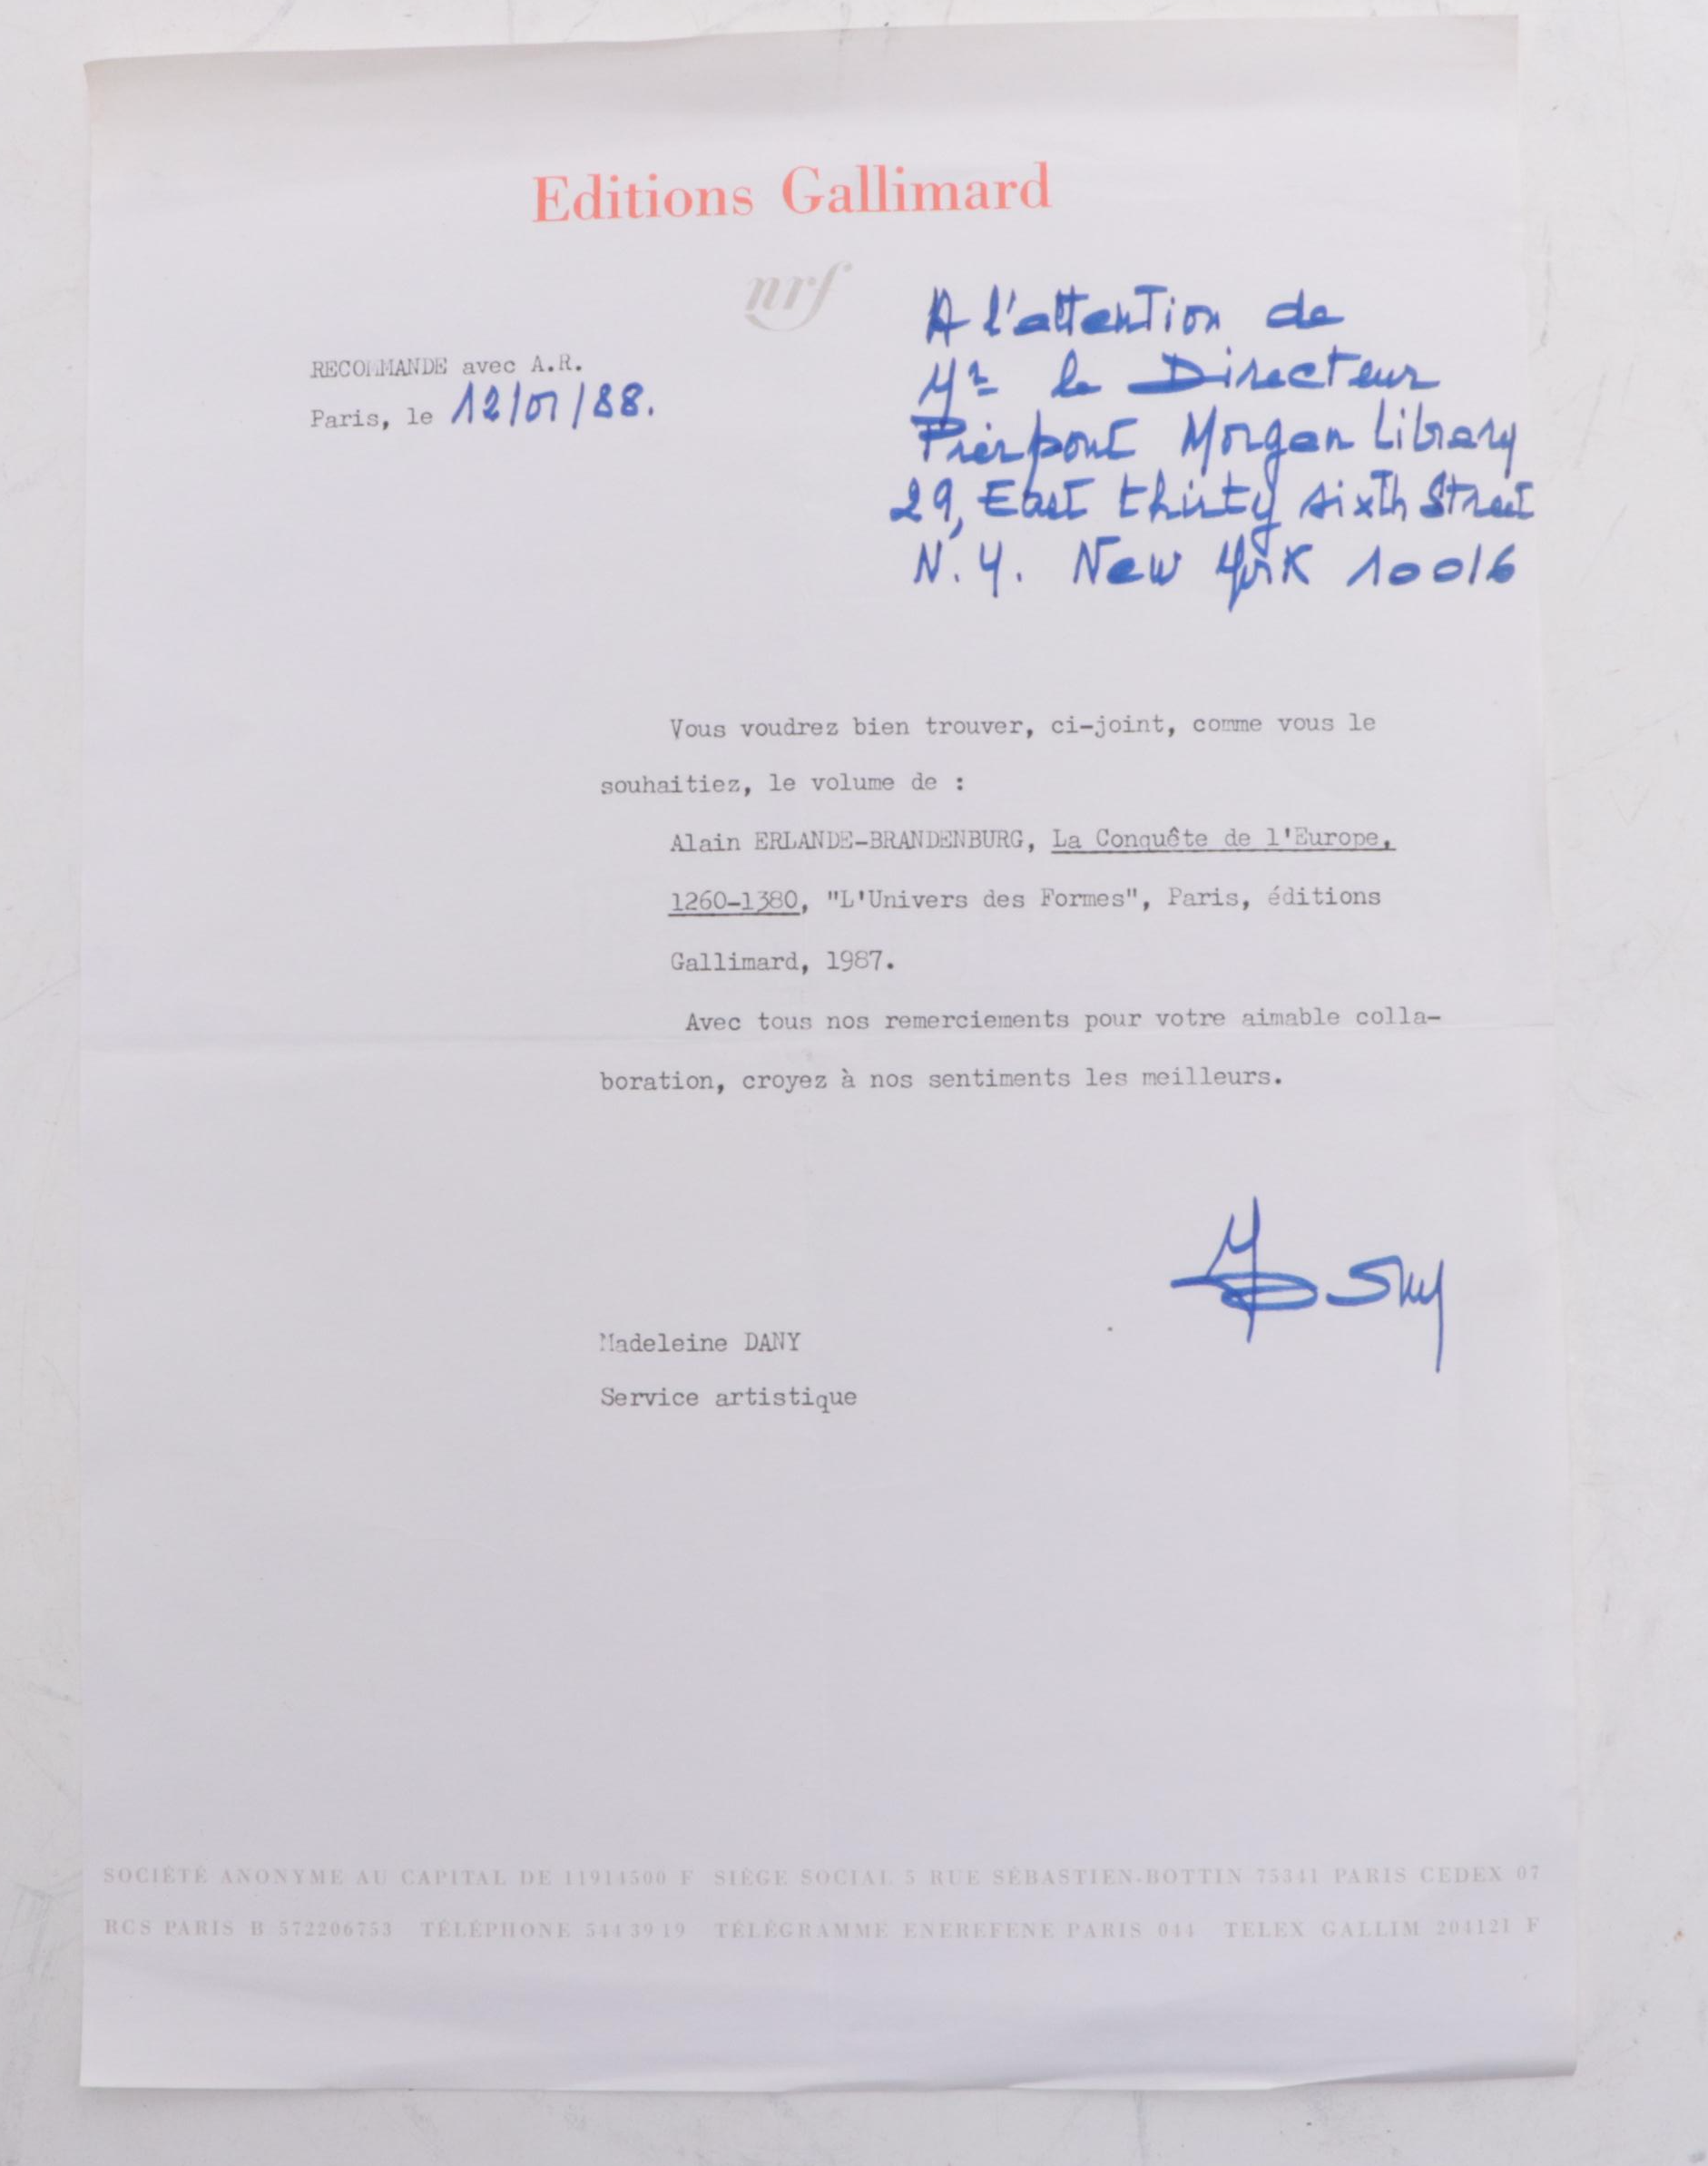 Editions Gallimard
nrf
A l'attention de
Mr le Directeur
Pierpont Morgan Library
29, East thirty sixth Street
N.Y. New York 10016
RECOMMANDE avec A.R.
Paris, le 12/01/88.
Vous voudrez bien trouver, ci-joint, comme vous le
souhaitiez, le volume de :
Alain ERLANDE-BRANDENBURG, La Conquête de l'Europe,
1260-1380, "L'Univers des Formes", Paris, éditions
Gallimard, 1987.
Avec tous nos remerciements pour votre aimable colla-
boration, croyez à nos sentiments les meilleurs.
Madeleine DANY
Service artistique
SOCIÉTÉ ANONYME AU CAPITAL DE 11914500 F SIÈGE SOCIAL 5 RUE SÉBASTIEN-BOTTIN 75341 PARIS CEDEX 07
RCS PARIS B 572206753 TÉLÉPHONE 544 39 19 TÉLÉGRAMME ENEREFENE PARIS 044 TELEX GALLIM 204121 F